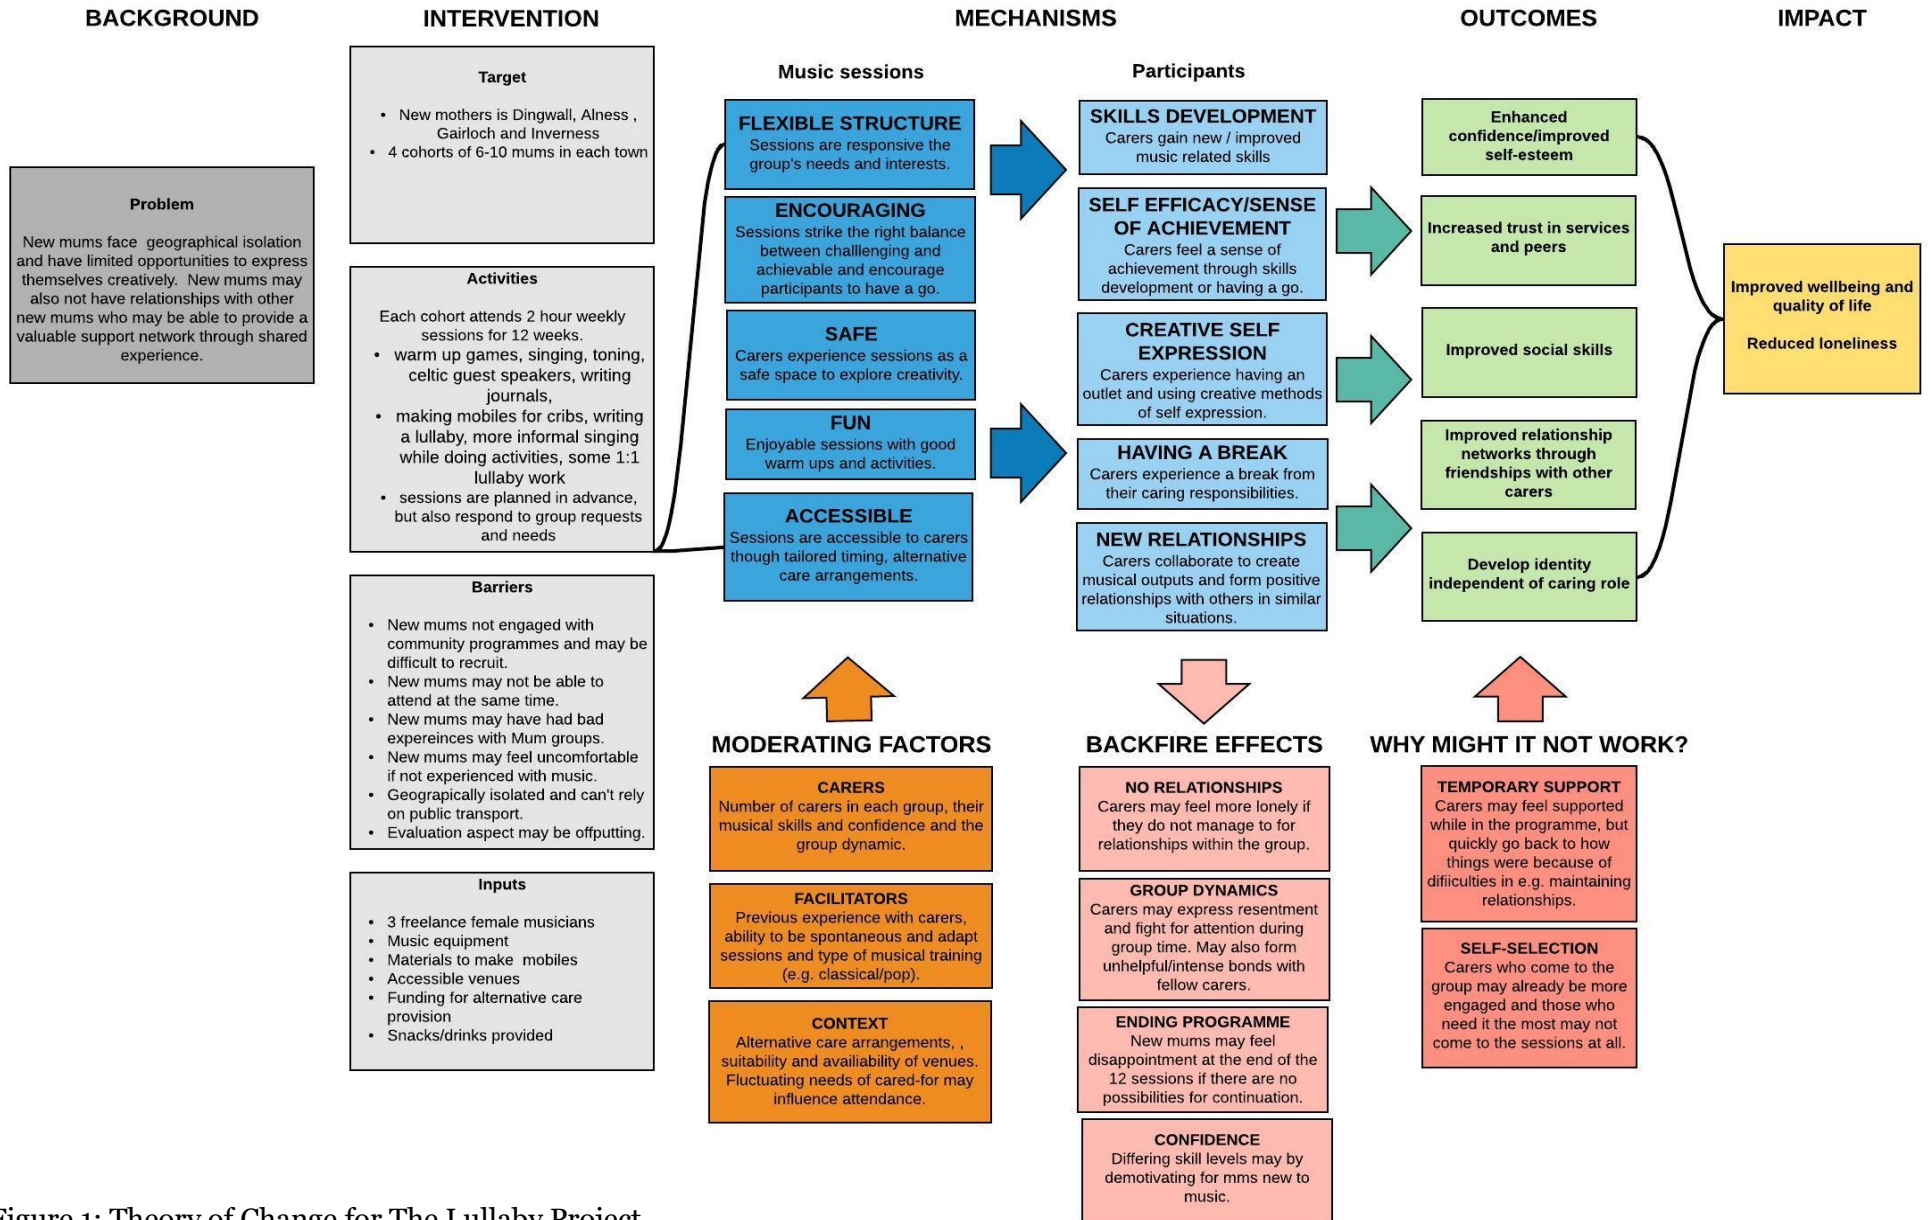 BACKGROUND
INTERVENTION
MECHANISMS
OUTCOMES
IMPACT
Problem
New mums face  geographical isolation
and have limited opportunities to express
themselves creatively.  New mums may
also not have relationships with other
new mums who may be able to provide a
valuable support network through shared
experience.
Target
• New mothers is Dingwall, Alness ,
Gairloch and Inverness
• 4 cohorts of 6-10 mums in each town
Activities
Each cohort attends 2 hour weekly
sessions for 12 weeks.
• warm up games, singing, toning,
celtic guest speakers, writing
journals,
• making mobiles for cribs, writing
a lullaby, more informal singing
while doing activities, some 1:1
lullaby work
• sessions are planned in advance,
but also respond to group requests
and needs
Barriers
• New mums not engaged with
community programmes and may be
difficult to recruit.
• New mums may not be able to
attend at the same time.
• New mums may have had bad
expereinces with Mum groups.
• New mums may feel uncomfortable
if not experienced with music.
• Geograpically isolated and can't rely
on public transport.
• Evaluation aspect may be offputting.
Inputs
• 3 freelance female musicians
• Music equipment
• Materials to make  mobiles
• Accessible venues
• Funding for alternative care
provision
• Snacks/drinks provided
Music sessions
FLEXIBLE STRUCTURE
Sessions are responsive the
group's needs and interests.
ENCOURAGING
Sessions strike the right balance
between challlenging and
achievable and encourage
participants to have a go.
SAFE
Carers experience sessions as a
safe space to explore creativity.
FUN
Enjoyable sessions with good
warm ups and activities.
ACCESSIBLE
Sessions are accessible to carers
though tailored timing, alternative
care arrangements.
Participants
SKILLS DEVELOPMENT
Carers gain new / improved
music related skills
SELF EFFICACY/SENSE
OF ACHIEVEMENT
Carers feel a sense of
achievement through skills
development or having a go.
CREATIVE SELF
EXPRESSION
Carers experience having an
outlet and using creative methods
of self expression.
HAVING A BREAK
Carers experience a break from
their caring responsibilities.
NEW RELATIONSHIPS
Carers collaborate to create
musical outputs and form positive
relationships with others in similar
situations.
Enhanced
confidence/improved
self-esteem
Increased trust in services
and peers
Improved social skills
Improved relationship
networks through
friendships with other
carers
Develop identity
independent of caring role
Improved wellbeing and
quality of life
Reduced loneliness
MODERATING FACTORS
CARERS
Number of carers in each group, their
musical skills and confidence and the
group dynamic.
FACILITATORS
Previous experience with carers,
ability to be spontaneous and adapt
sessions and type of musical training
(e.g. classical/pop).
CONTEXT
Alternative care arrangements, ,
suitability and availiability of venues.
Fluctuating needs of cared-for may
influence attendance.
BACKFIRE EFFECTS
NO RELATIONSHIPS
Carers may feel more lonely if
they do not manage to for
relationships within the group.
GROUP DYNAMICS
Carers may express resentment
and fight for attention during
group time. May also form
unhelpful/intense bonds with
fellow carers.
ENDING PROGRAMME
New mums may feel
disappointment at the end of the
12 sessions if there are no
possibilities for continuation.
CONFIDENCE
Differing skill levels may by
demotivating for mms new to
music.
WHY MIGHT IT NOT WORK?
TEMPORARY SUPPORT
Carers may feel supported
while in the programme, but
quickly go back to how
things were because of
difiiculties in e.g. maintaining
relationships.
SELF-SELECTION
Carers who come to the
group may already be more
engaged and those who
need it the most may not
come to the sessions at all.
Figure 1: Theory of Change for The Lullaby Project